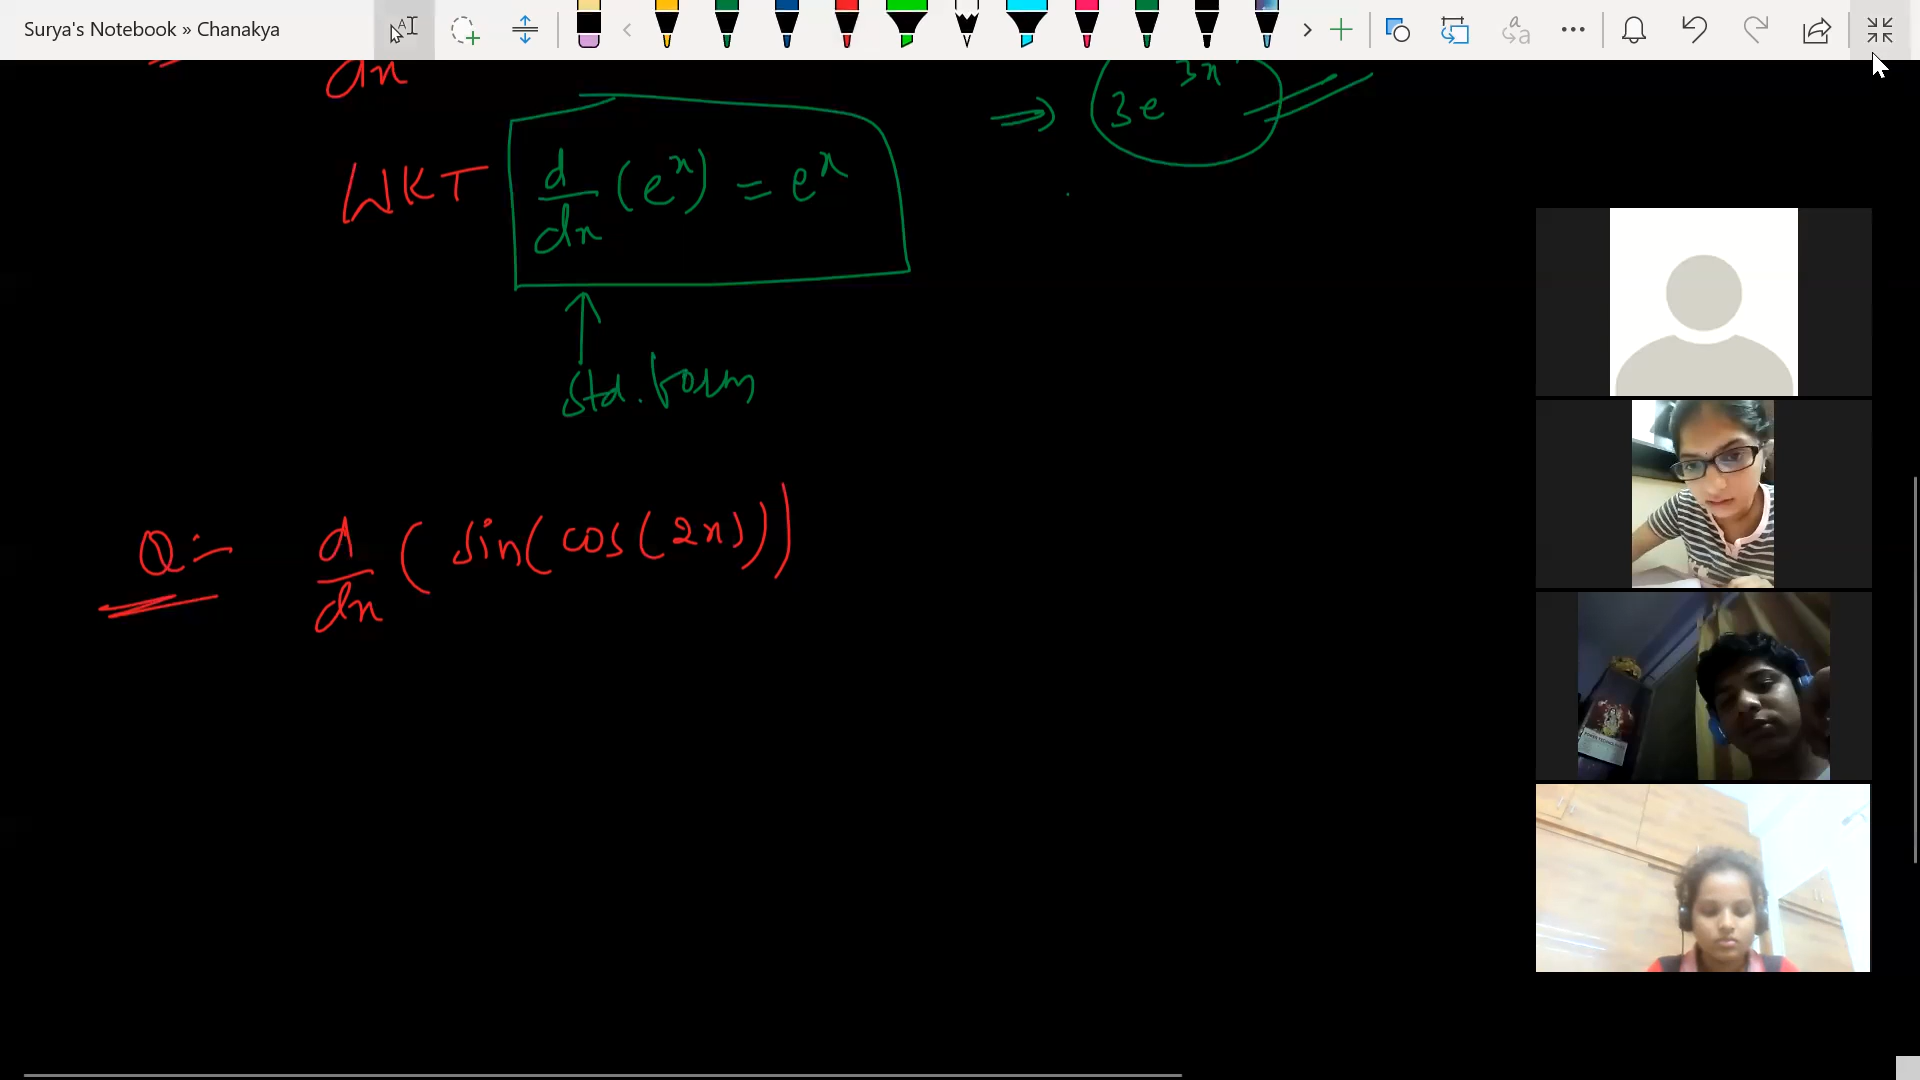 Surya's Notebook » Chanakya
dx
⇒ 3e^{3x}
WKT d/dx (e^x) = e^x
Std. form
Q:- d/dx (sin(cos(2x)))